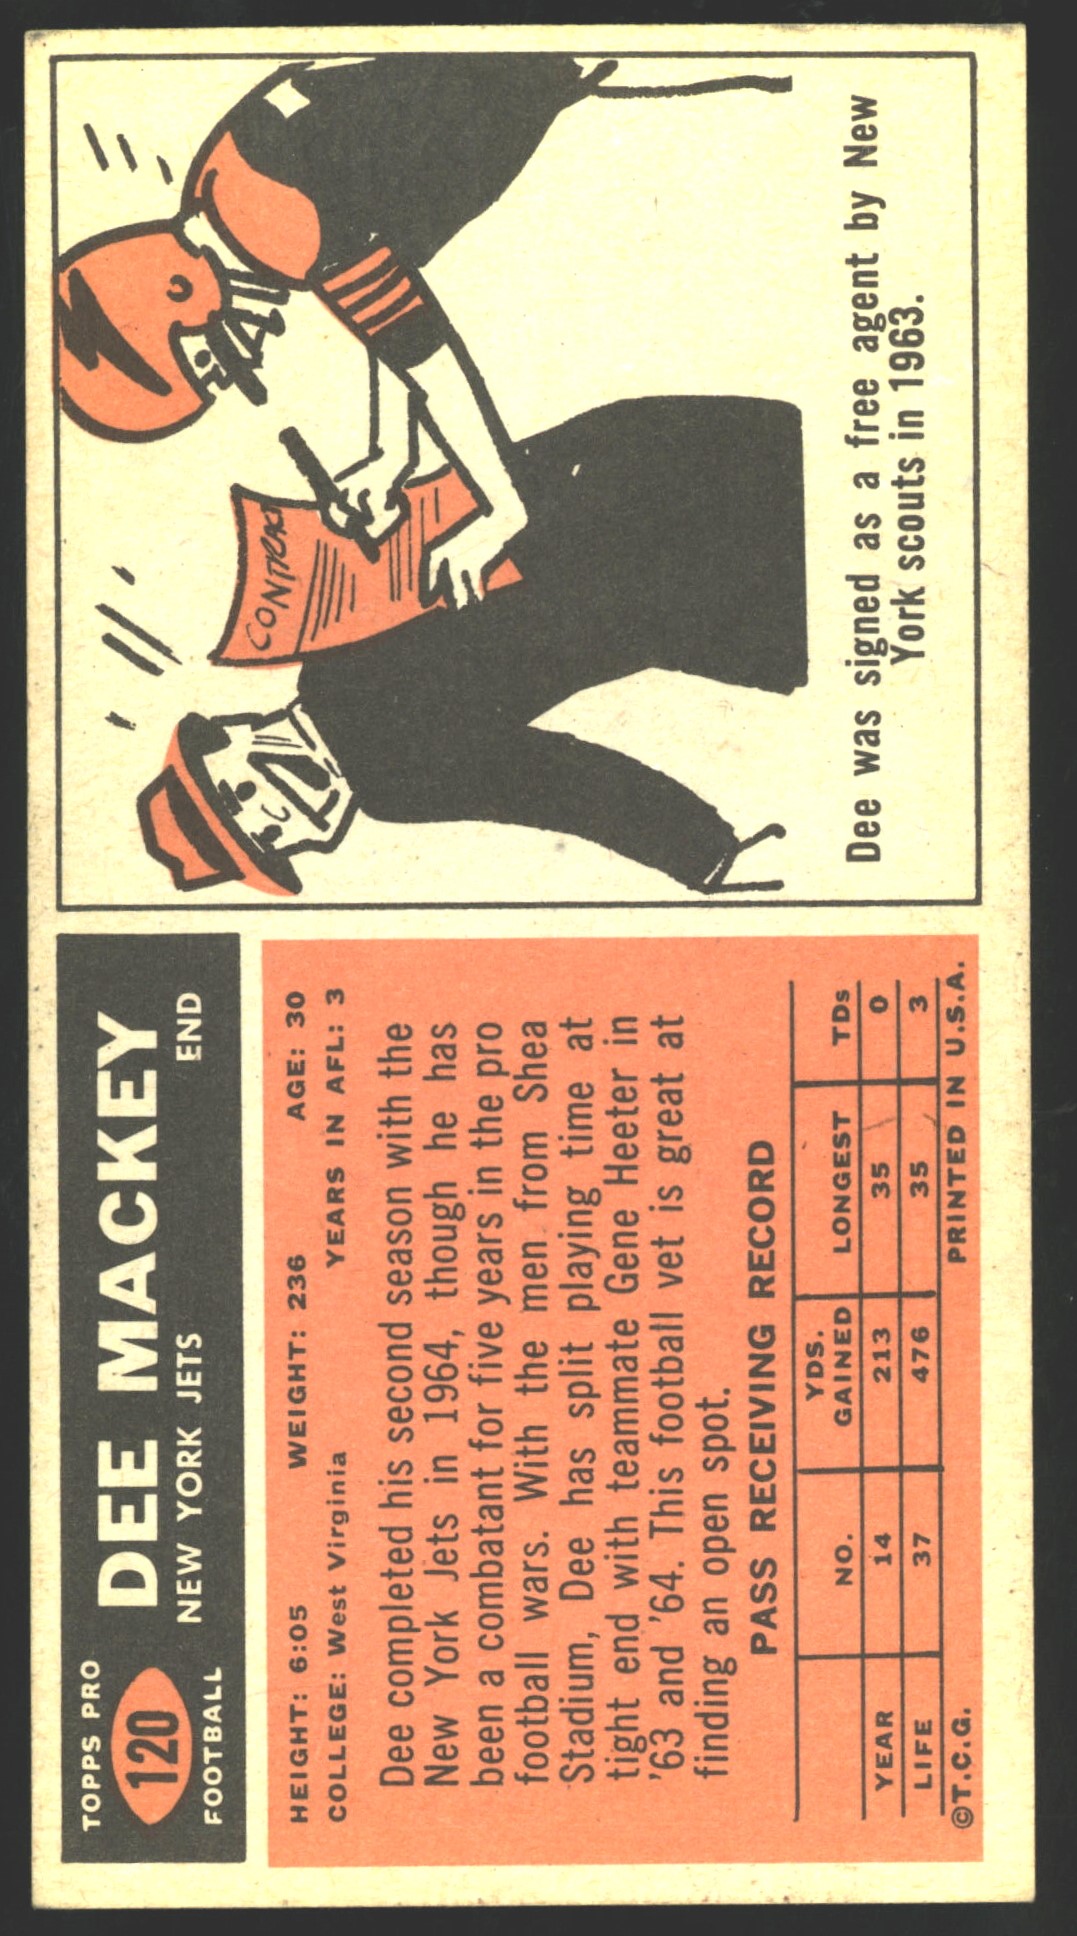 TOPPS PRO
120
FOOTBALL
DEE MACKEY
NEW YORK JETS END
HEIGHT: 6:05 WEIGHT: 236 AGE: 30
COLLEGE: West Virginia YEARS IN AFL: 3
Dee completed his second season with the
New York Jets in 1964, though he has
been a combatant for five years in the pro
football wars. With the men from Shea
Stadium, Dee has split playing time at
tight end with teammate Gene Heeter in
'63 and '64. This football vet is great at
finding an open spot.
PASS RECEIVING RECORD
NO. YDS. GAINED LONGEST TDs
YEAR 14 213 35 0
LIFE 37 476 35 3
©T.C.G. PRINTED IN U.S.A.
CONTRACT
Dee was signed as a free agent by New
York scouts in 1963.